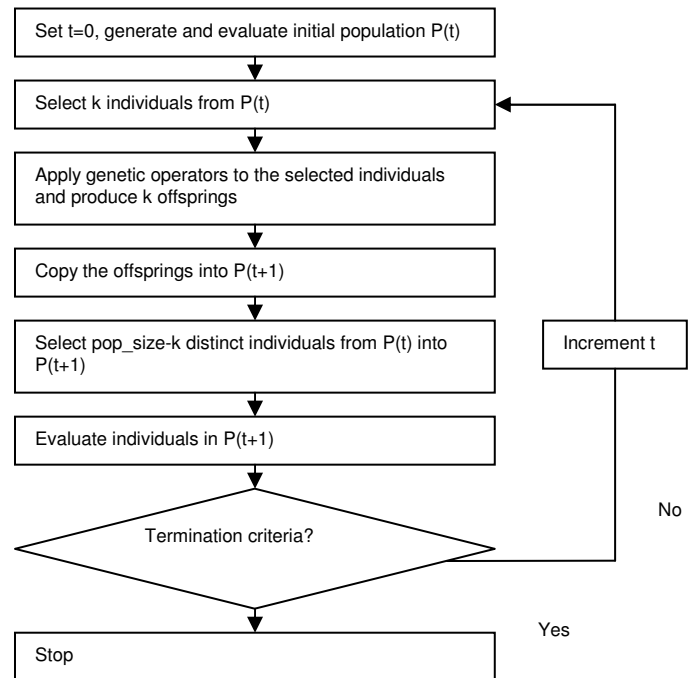 Set t=0, generate and evaluate initial population P(t)
Select k individuals from P(t)
Apply genetic operators to the selected individuals
and produce k offsprings
Copy the offsprings into P(t+1)
Select pop_size-k distinct individuals from P(t) into
P(t+1)
Increment t
Evaluate individuals in P(t+1)
Termination criteria?
No
Yes
Stop